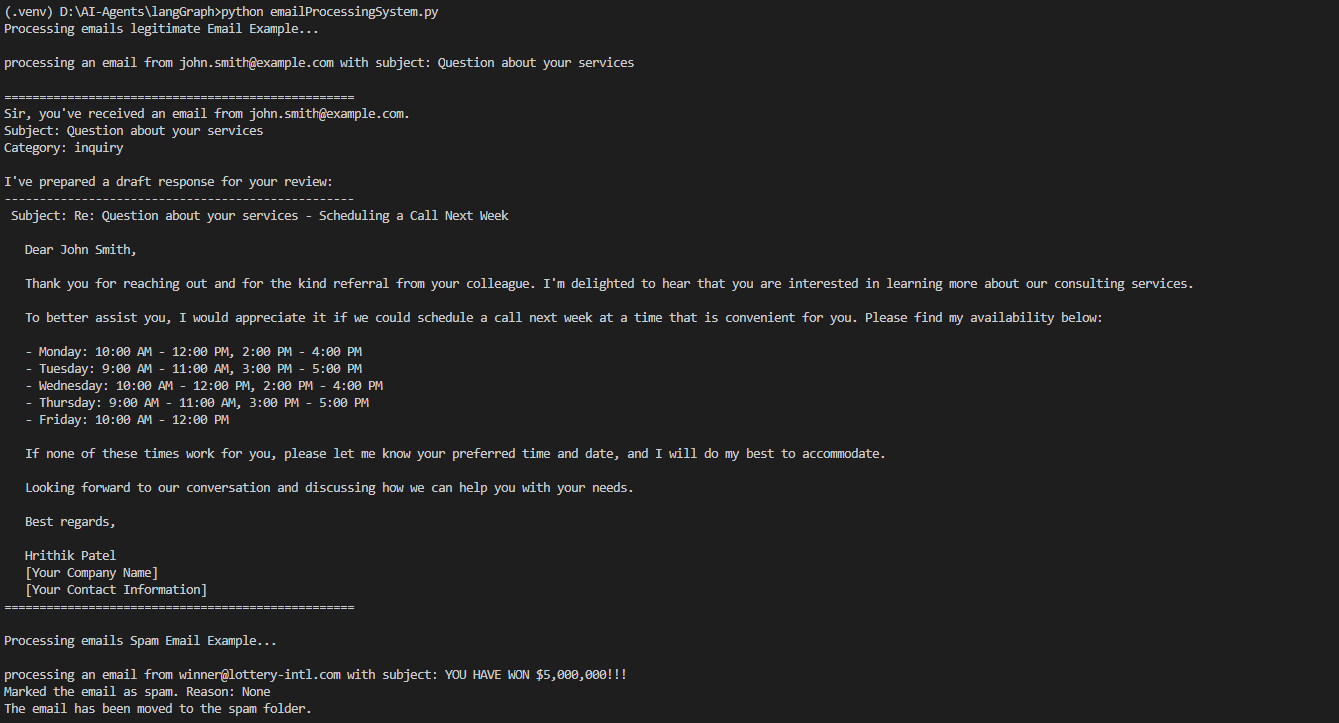 (.venv) D:\AI-Agents\langGraph>python emailProcessingSystem.py
Processing emails legitimate Email Example...
processing an email from john.smith@example.com with subject: Question about your services
==================================================
Sir, you've received an email from john.smith@example.com.
Subject: Question about your services
Category: inquiry
I've prepared a draft response for your review:
--------------------------------------------------
Subject: Re: Question about your services - Scheduling a Call Next Week
Dear John Smith,
Thank you for reaching out and for the kind referral from your colleague. I'm delighted to hear that you are interested in learning more about our consulting services.
To better assist you, I would appreciate it if we could schedule a call next week at a time that is convenient for you. Please find my availability below:
- Monday: 10:00 AM - 12:00 PM, 2:00 PM - 4:00 PM
- Tuesday: 9:00 AM - 11:00 AM, 3:00 PM - 5:00 PM
- Wednesday: 10:00 AM - 12:00 PM, 2:00 PM - 4:00 PM
- Thursday: 9:00 AM - 11:00 AM, 3:00 PM - 5:00 PM
- Friday: 10:00 AM - 12:00 PM
If none of these times work for you, please let me know your preferred time and date, and I will do my best to accommodate.
Looking forward to our conversation and discussing how we can help you with your needs.
Best regards,
Hrithik Patel
[Your Company Name]
[Your Contact Information]
==================================================
Processing emails Spam Email Example...
processing an email from winner@lottery-intl.com with subject: YOU HAVE WON $5,000,000!!!
Marked the email as spam. Reason: None
The email has been moved to the spam folder.